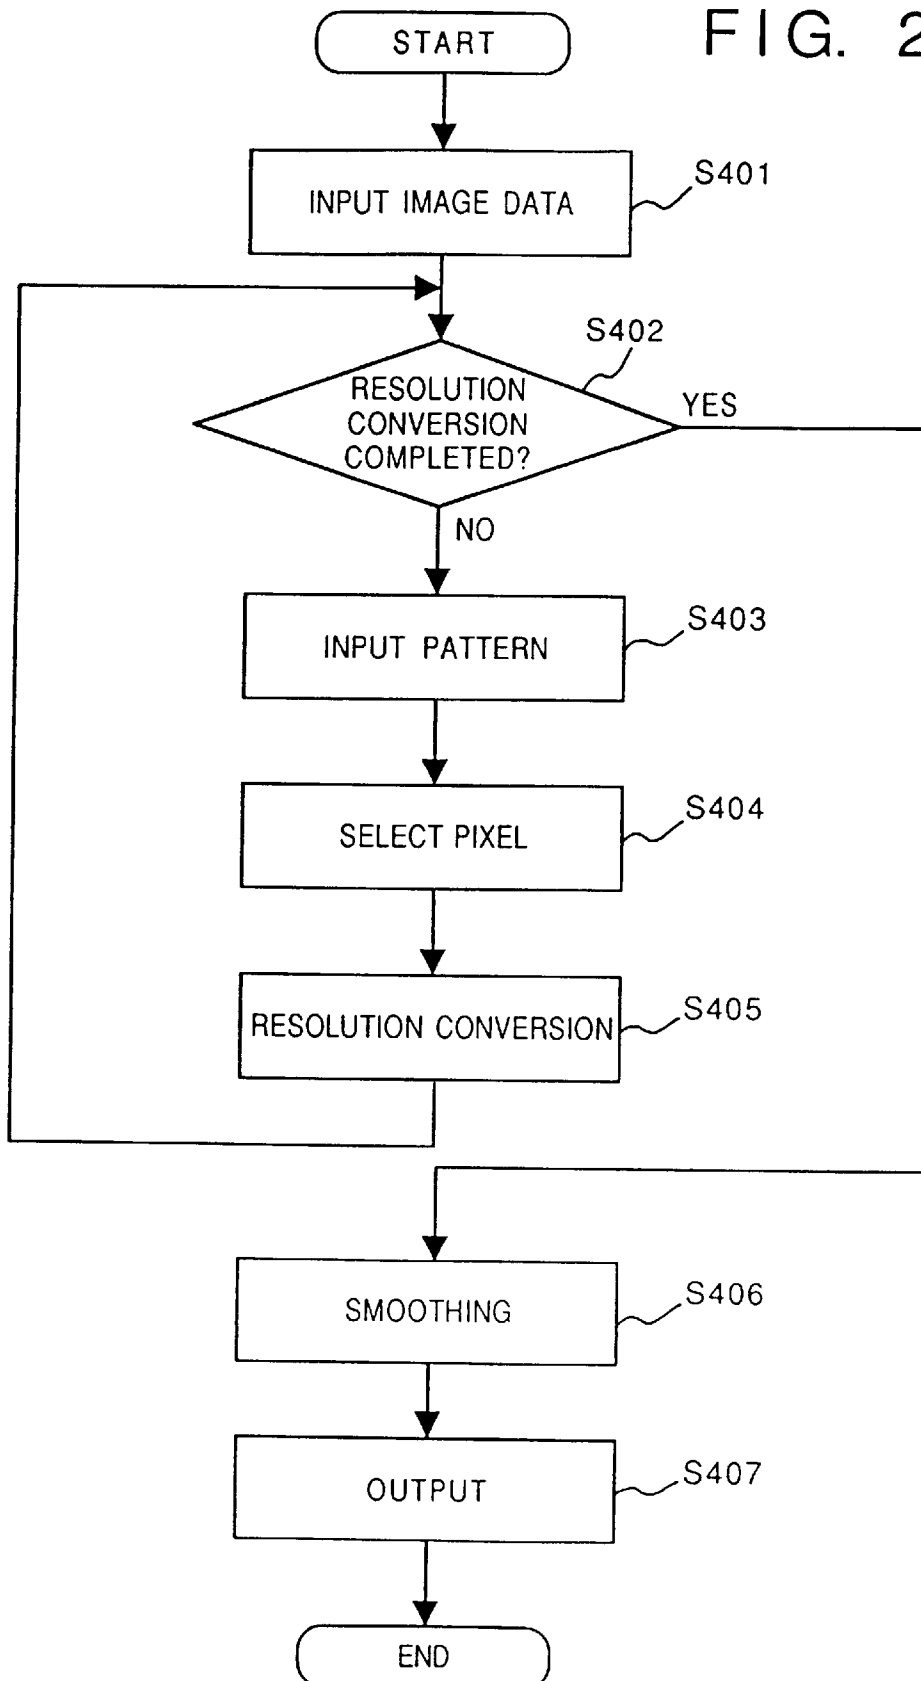 FIG. 2
START
INPUT IMAGE DATA
S401
S402
RESOLUTION
CONVERSION
COMPLETED?
YES
NO
INPUT PATTERN
S403
SELECT PIXEL
S404
RESOLUTION CONVERSION
S405
SMOOTHING
S406
OUTPUT
S407
END